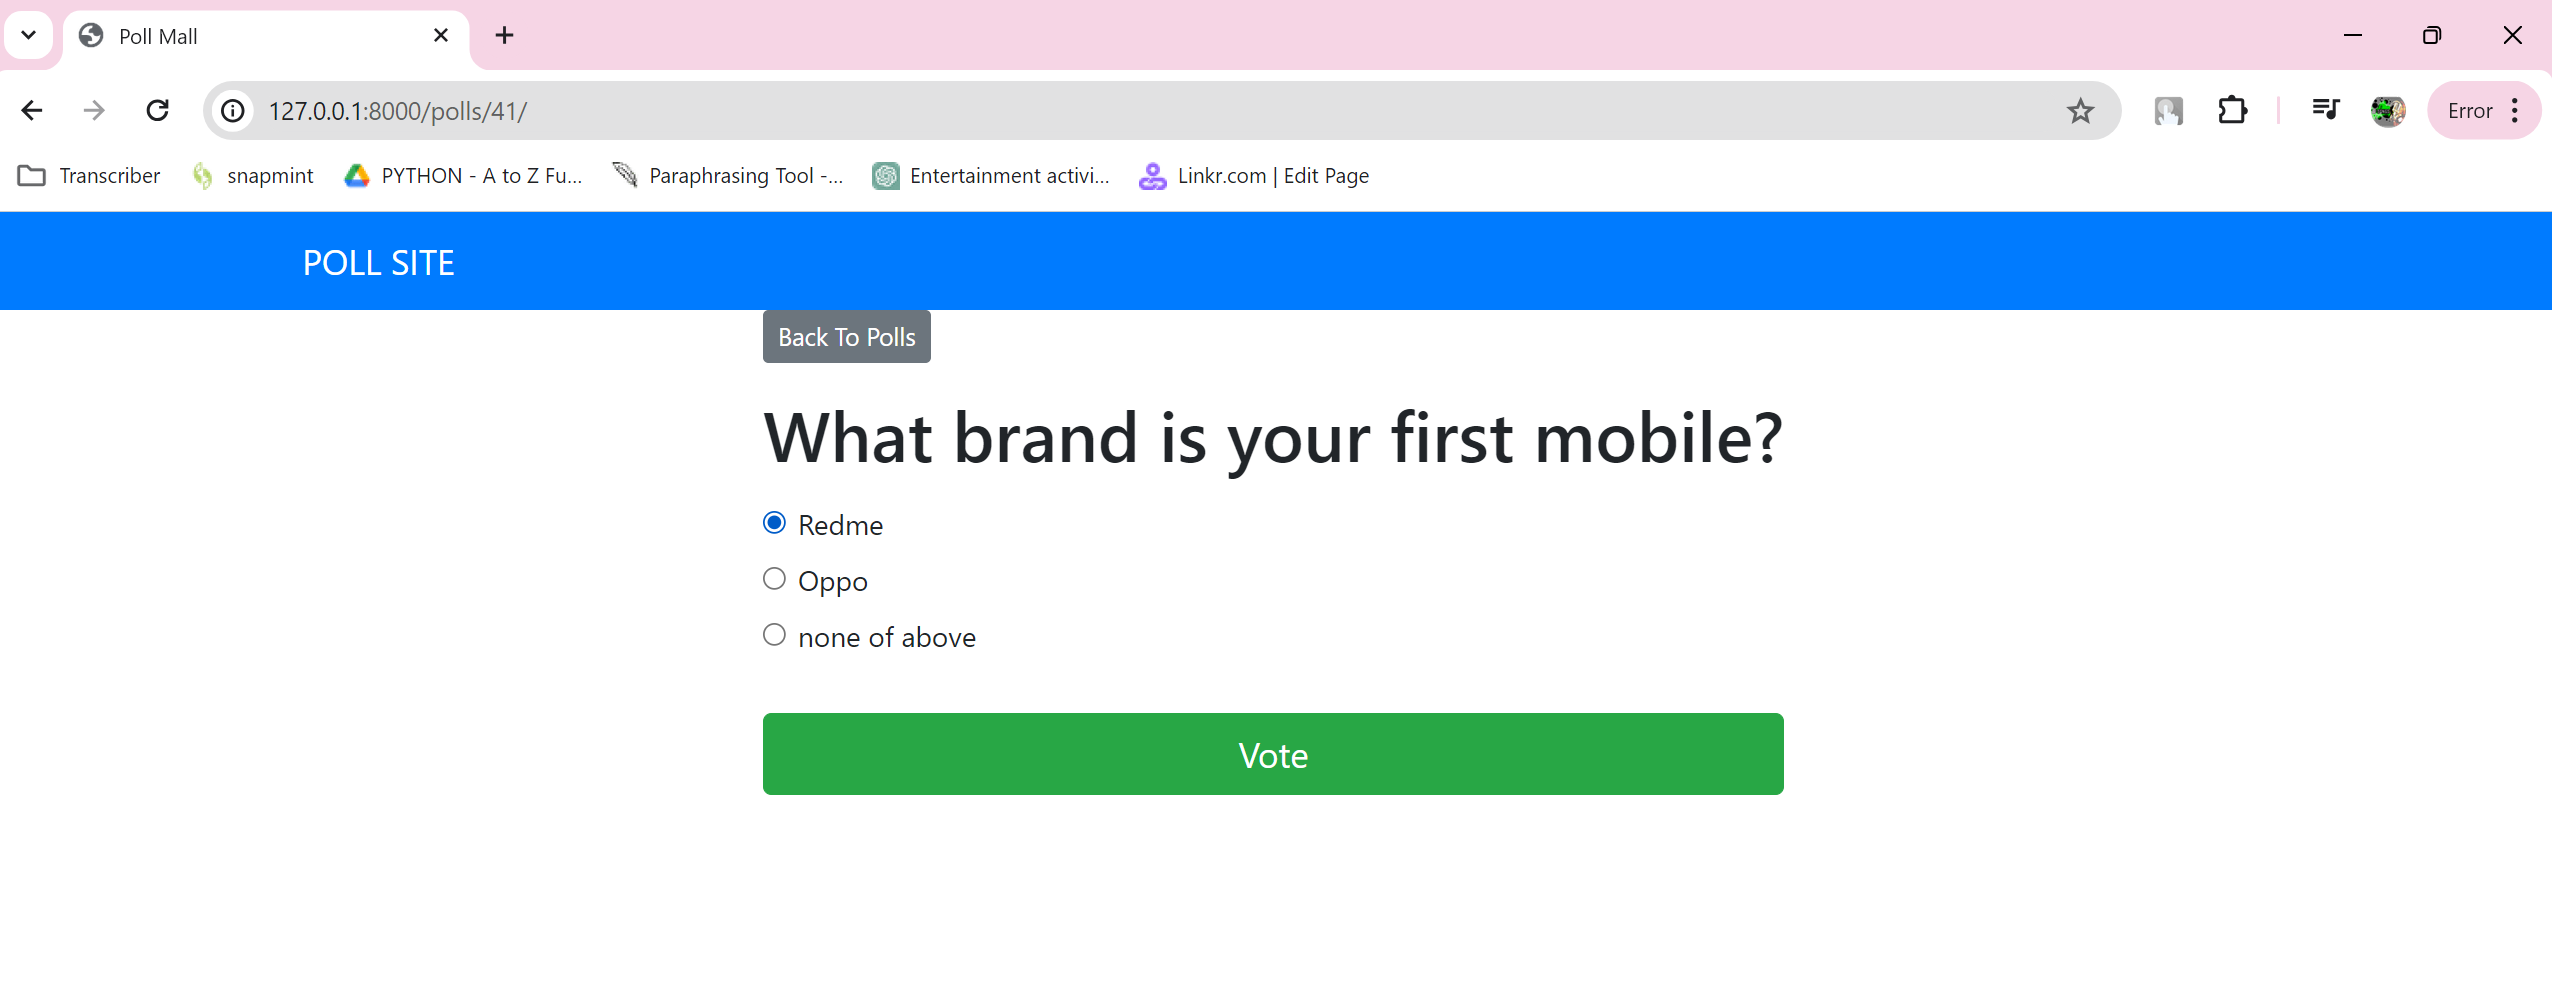 Poll Mall
127.0.0.1:8000/polls/41/
Error
Transcriber snapmint PYTHON - A to Z Fu... Paraphrasing Tool -... Entertainment activi... Linkr.com | Edit Page
POLL SITE
Back To Polls
What brand is your first mobile?
Redme
Oppo
none of above
Vote